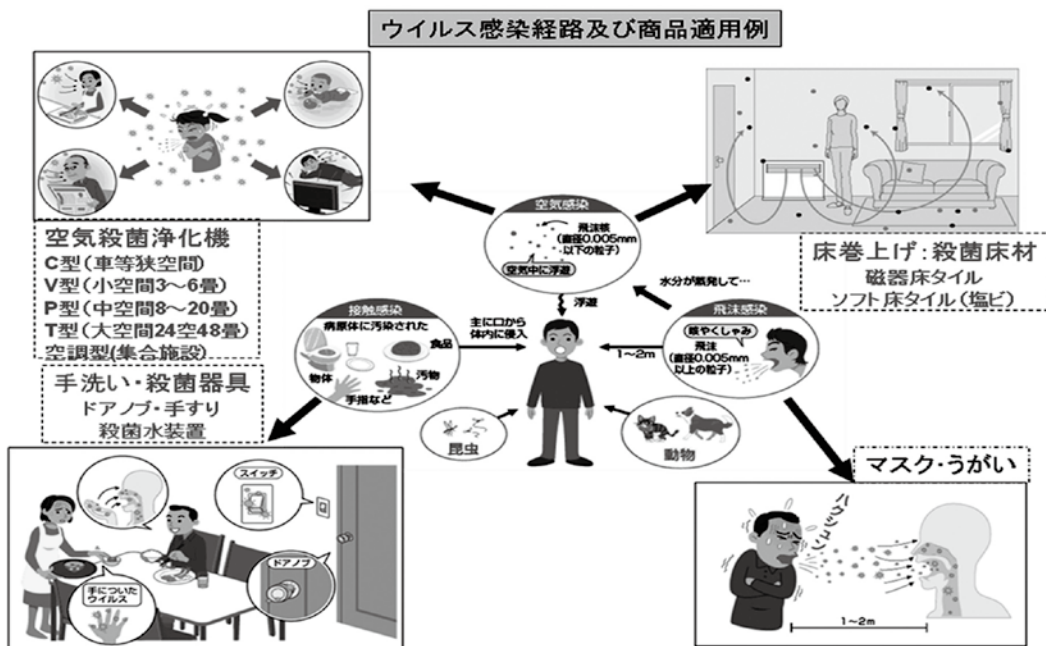 ウイルス感染経路及び商品適用例
空気殺菌浄化機
C型(車等狭空間)
V型(小空間3～6畳)
P型(中空間8～20畳)
T型(大空間24空48畳)
空調型(集合施設)
手洗い・殺菌器具
ドアノブ・手すり
殺菌水装置
空気感染
飛沫核
(直径0.005mm
以下の粒子)
空気中に浮遊
浮遊
床巻上げ：殺菌床材
磁器床タイル
ソフト床タイル(塩ビ)
水分が蒸発して…
接触感染
病原体に汚染された
食品
物体
汚物
手指など
主に口から
体内に侵入
飛沫感染
咳やくしゃみ
飛沫
(直径0.005mm
以上の粒子)
1～2m
昆虫
動物
マスク・うがい
スイッチ
ドアノブ
手についた
ウイルス
ハクション
1～2m